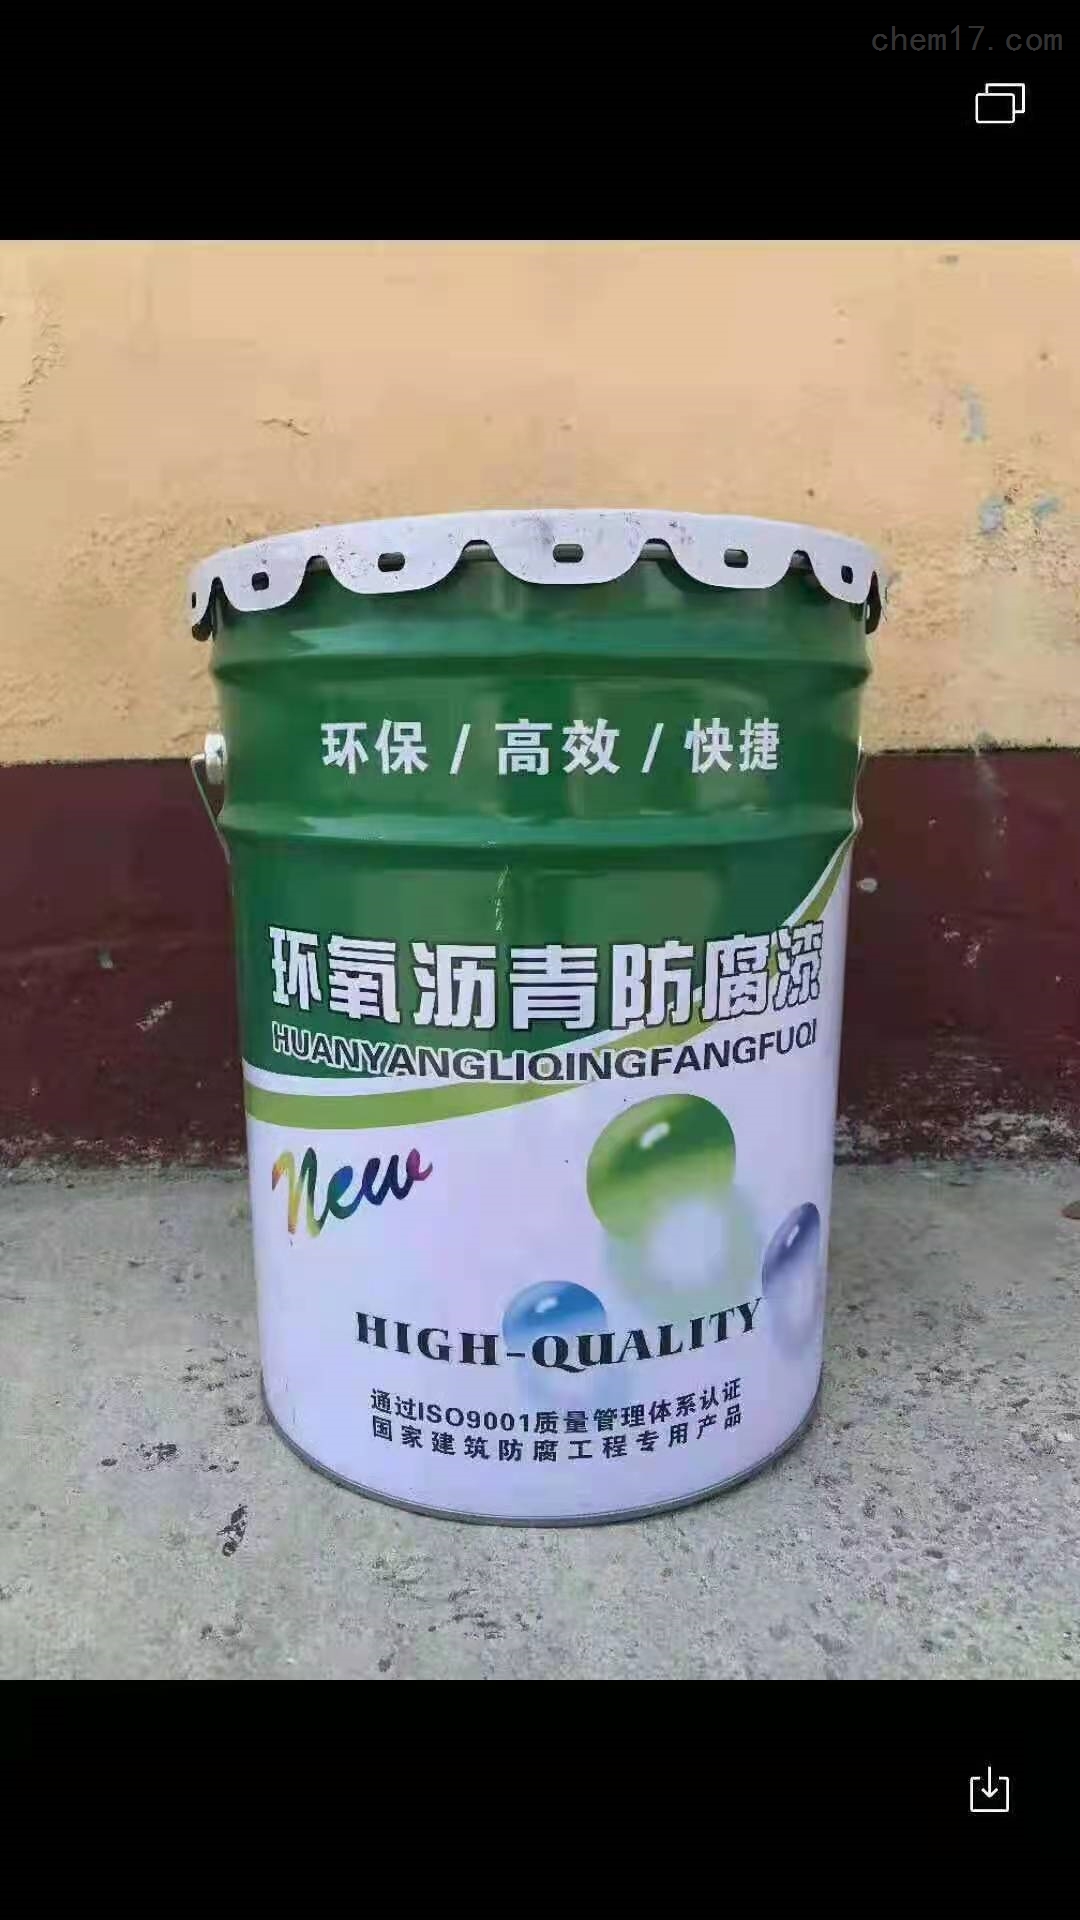 chem17.com
环保/高效/快捷
环氧沥青防腐漆
HUANYANGLIQINGFANGFUQI
New
HIGH-QUALITY
通过ISO9001质量管理体系认证
国家建筑防腐工程专用产品